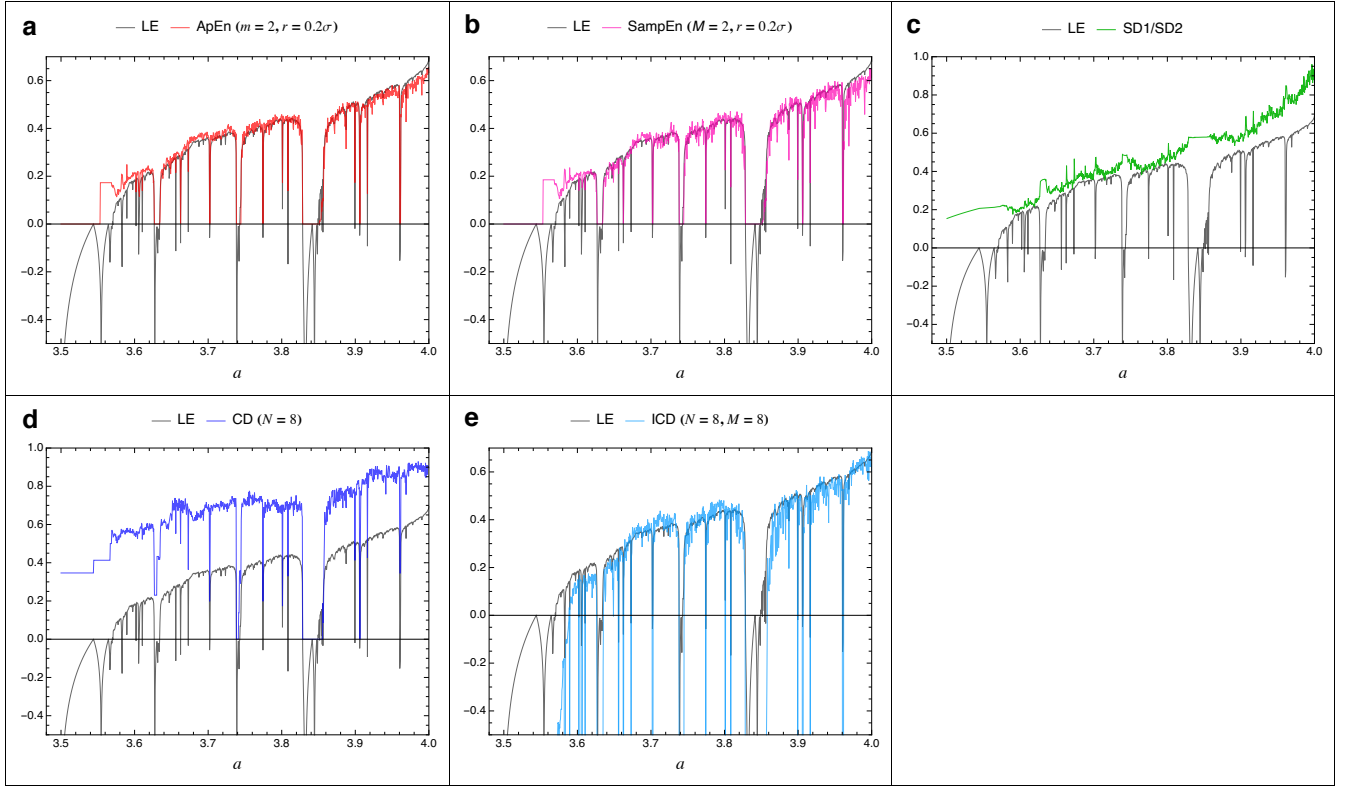 a
LE ApEn (m = 2, r = 0.2σ)
0.6
0.4
0.2
0.0
−0.2
−0.4
3.5 3.6 3.7 3.8 3.9 4.0
a
b
LE SampEn (M = 2, r = 0.2σ)
0.6
0.4
0.2
0.0
−0.2
−0.4
3.5 3.6 3.7 3.8 3.9 4.0
a
c
LE SD1/SD2
1.0
0.8
0.6
0.4
0.2
0.0
−0.2
−0.4
3.5 3.6 3.7 3.8 3.9 4.0
a
d
LE CD (N = 8)
1.0
0.8
0.6
0.4
0.2
0.0
−0.2
−0.4
3.5 3.6 3.7 3.8 3.9 4.0
a
e
LE ICD (N = 8, M = 8)
0.6
0.4
0.2
0.0
−0.2
−0.4
3.5 3.6 3.7 3.8 3.9 4.0
a